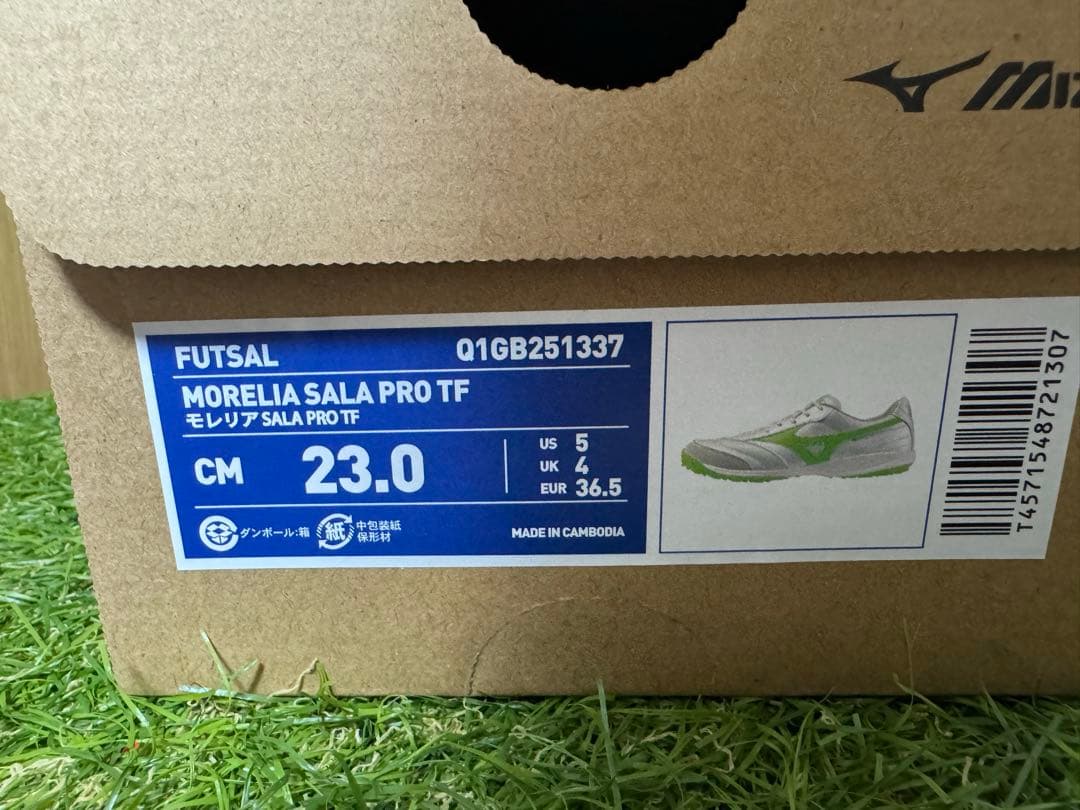 FUTSAL Q1GB251337
MORELIA SALA PRO TF
モレリア SALA PRO TF
CM 23.0
US 5
UK 4
EUR 36.5
ダンボール:箱
紙 中包装紙
保形材
MADE IN CAMBODIA
T4571548721307